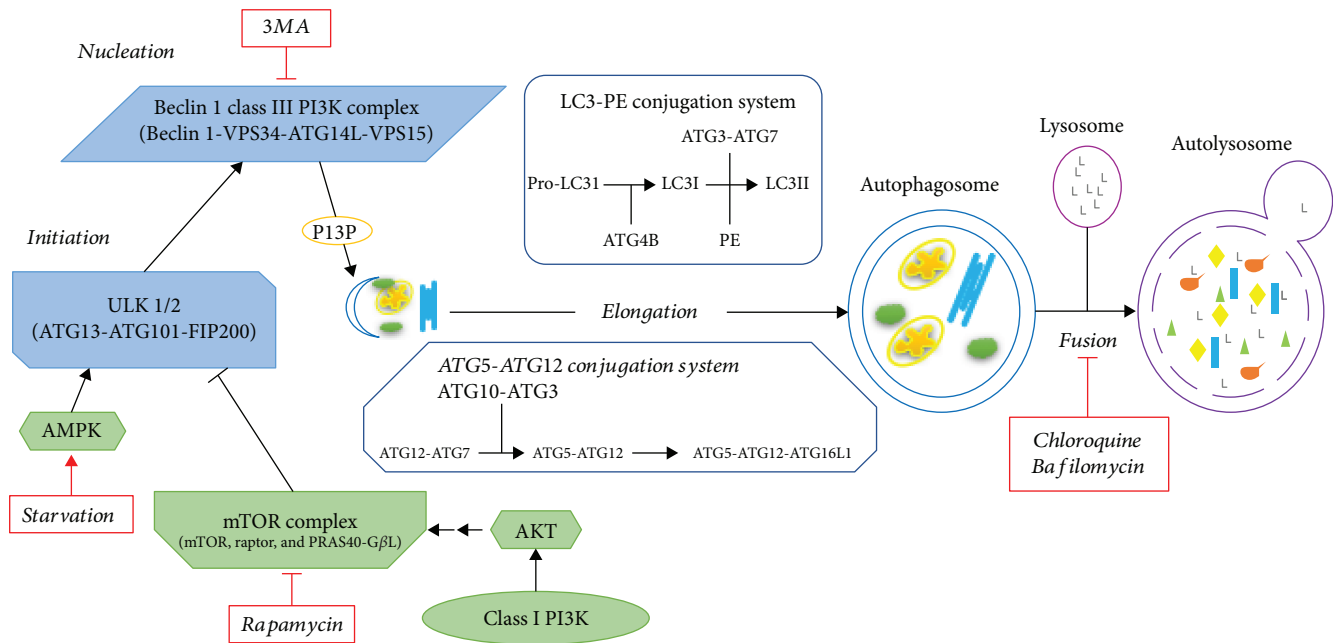 3MA
Nucleation
Beclin 1 class III PI3K complex
(Beclin 1-VPS34-ATG14L-VPS15)
P13P
Initiation
ULK 1/2
(ATG13-ATG101-FIP200)
AMPK
Starvation
mTOR complex
(mTOR, raptor, and PRAS40-GβL)
Rapamycin
AKT
Class I PI3K
LC3-PE conjugation system
ATG3-ATG7
Pro-LC31
LC3I
LC3II
ATG4B
PE
Elongation
ATG5-ATG12 conjugation system
ATG10-ATG3
ATG12-ATG7
ATG5-ATG12
ATG5-ATG12-ATG16L1
Autophagosome
Lysosome
L
L L
L L
L L
L
Fusion
Chloroquine
Bafilomycin
Autolysosome
L
L
L
L
L
L
L
L
L
L
L